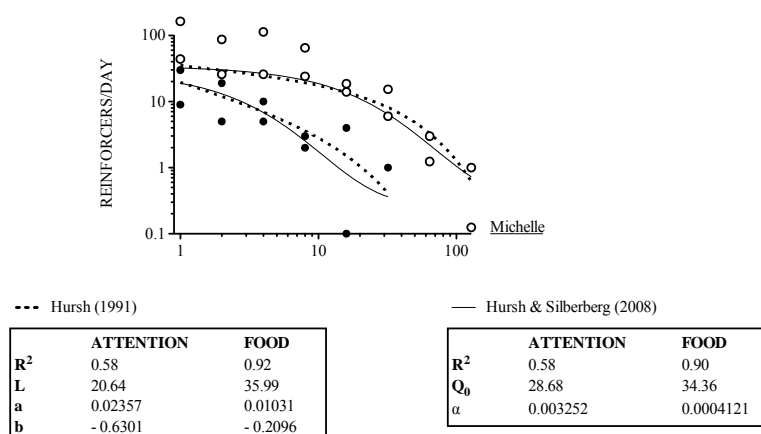 100
10
1
0.1
REINFORCERS/DAY
Michelle
1 10 100
Hursh (1991)
Hursh & Silberberg (2008)
ATTENTION FOOD
R² 0.58 0.92
L 20.64 35.99
a 0.02357 0.01031
b - 0.6301 - 0.2096
ATTENTION FOOD
R² 0.58 0.90
Q₀ 28.68 34.36
α 0.003252 0.0004121